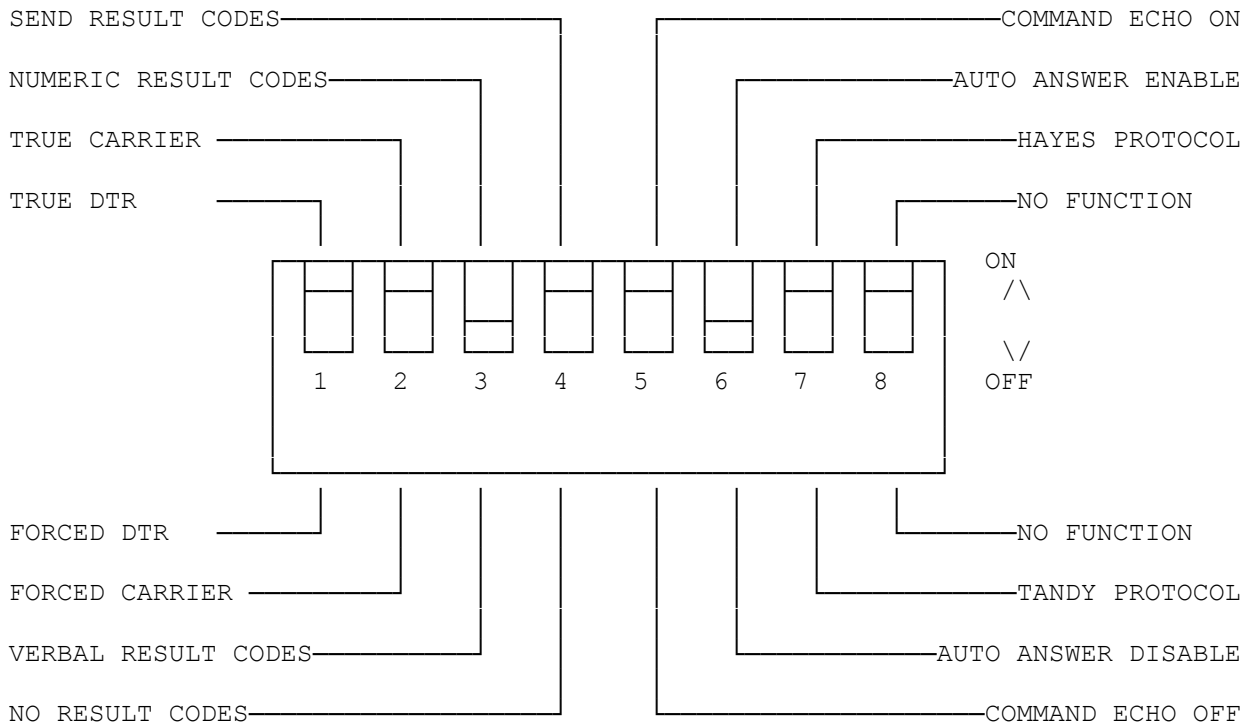 SEND RESULT CODES COMMAND ECHO ON
NUMERIC RESULT CODES AUTO ANSWER ENABLE
TRUE CARRIER HAYES PROTOCOL
TRUE DTR NO FUNCTION
ON
/\
\/
1 2 3 4 5 6 7 8 OFF
FORCED DTR NO FUNCTION
FORCED CARRIER TANDY PROTOCOL
VERBAL RESULT CODES AUTO ANSWER DISABLE
NO RESULT CODES COMMAND ECHO OFF